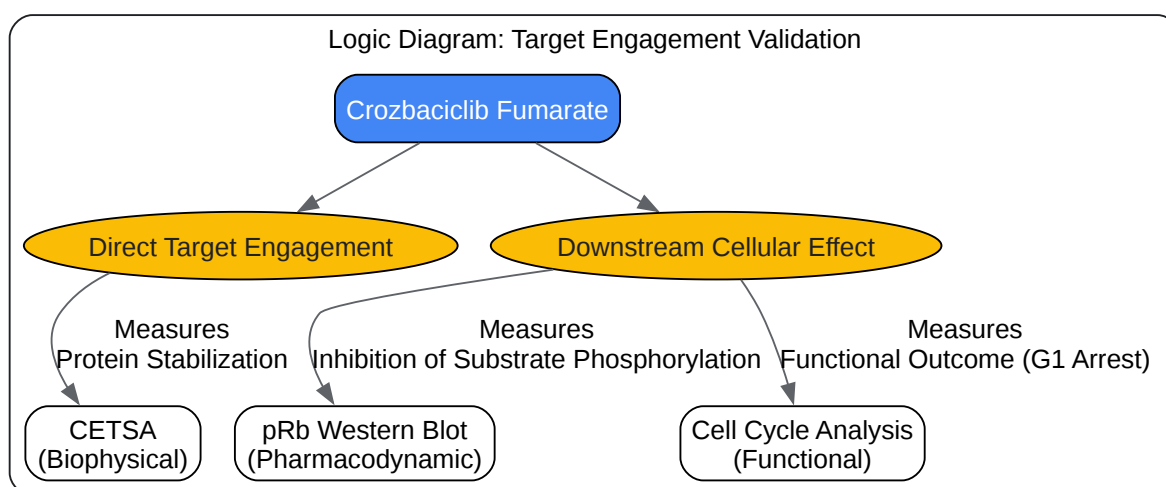 Logic Diagram: Target Engagement Validation
Crozbaciclib Fumarate
Direct Target Engagement
Downstream Cellular Effect
Measures
Protein Stabilization
Measures
Inhibition of Substrate Phosphorylation
Measures
Functional Outcome (G1 Arrest)
CETSA
(Biophysical)
pRb Western Blot
(Pharmacodynamic)
Cell Cycle Analysis
(Functional)